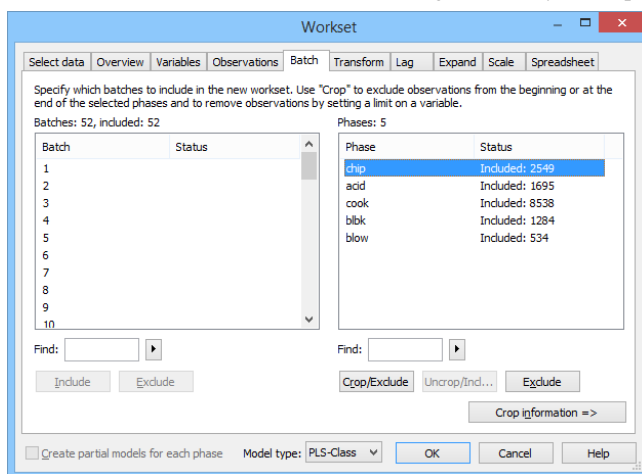 Workset
Select data Overview Variables Observations Batch Transform Lag Expand Scale Spreadsheet
Specify which batches to include in the new workset. Use "Crop" to exclude observations from the beginning or at the
end of the selected phases and to remove observations by setting a limit on a variable.
Batches: 52, included: 52 Phases: 5
Batch Status Phase Status
1 chip Included: 2549
2 acid Included: 1695
3 cook Included: 8538
4 blbk Included: 1284
5 blow Included: 534
6
7
8
9
10
Find: Find:
Include Exclude Crop/Exclude Uncrop/Incl... Exclude
Crop information =>
Create partial models for each phase Model type: PLS-Class OK Cancel Help